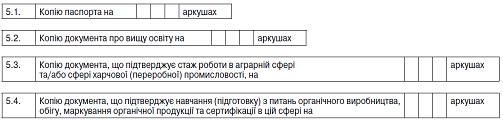 5.1. Копію паспорта на аркушах
5.2. Копію документа про вищу освіту на аркушах
5.3. Копію документа, що підтверджує стаж роботи в аграрній сфері
та/або сфері харчової (переробної) промисловості, на аркушах
5.4. Копію документа, що підтверджує навчання (підготовку) з питань органічного виробництва,
обігу, маркування органічної продукції та сертифікації в цій сфері на аркушах